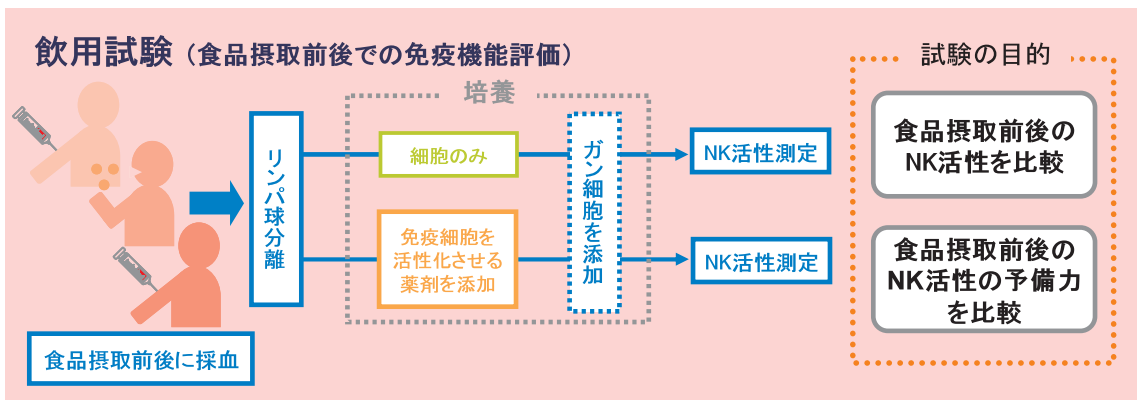 飲用試験（食品摂取前後での免疫機能評価）
試験の目的
培養
リンパ球分離
細胞のみ
ガン細胞を添加
NK活性測定
食品摂取前後の
NK活性を比較
免疫細胞を
活性化させる
薬剤を添加
NK活性測定
食品摂取前後の
NK活性の予備力
を比較
食品摂取前後に採血